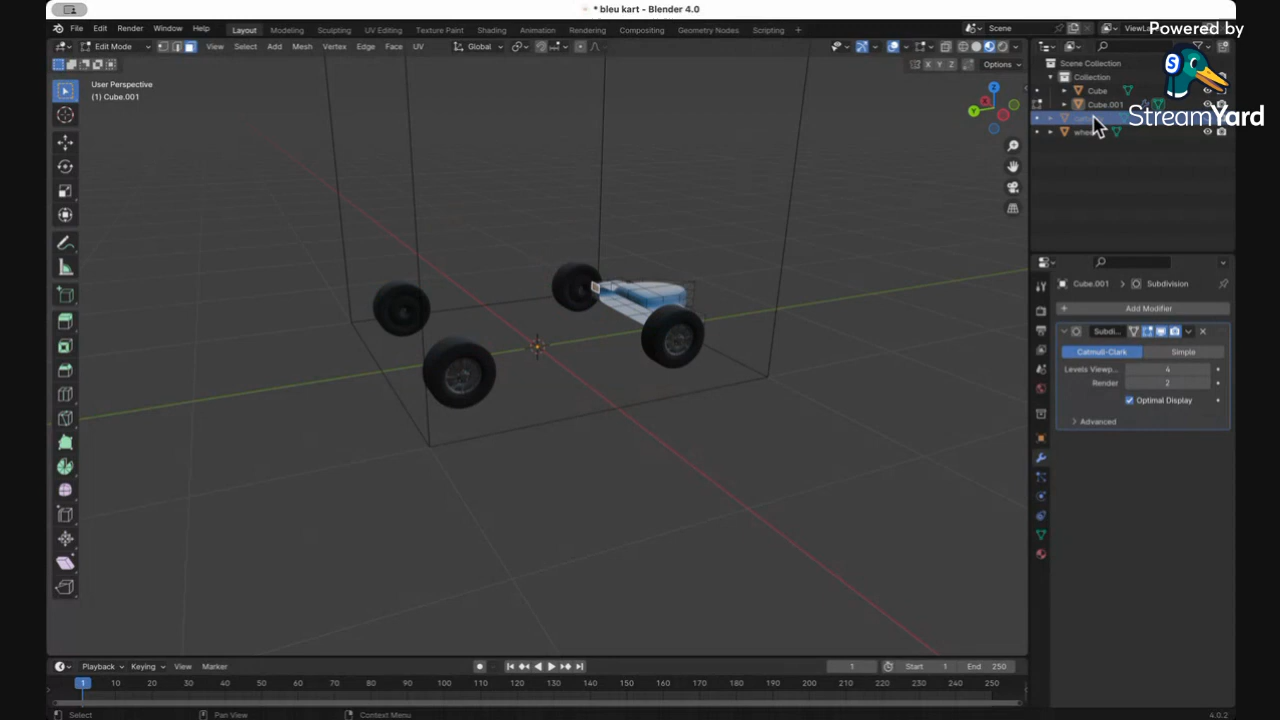 * bleu kart - Blender 4.0
File Edit Render Window Help Layout Modeling Sculpting UV Editing Texture Paint Shading Animation Rendering Compositing Geometry Nodes Scripting + Scene
Powered by
StreamYard
Edit Mode View Select Add Mesh Vertex Edge Face UV Global
X Y Z Options
User Perspective
(1) Cube.001
Z
Y
X
Scene Collection
Collection
Cube
Cube.001
Cube.001 Subdivision
Add Modifier
Subdi...
Catmull-Clark Simple
Levels Viewp... 4
Render 2
Optimal Display
Advanced
Playback Keying View Marker 1 Start 1 End 250
1 10 20 30 40 50 60 70 80 90 100 110 120 130 140 150 160 170 180 190 200 210 220 230 240 250
Select Pan View Context Menu 4.0.2